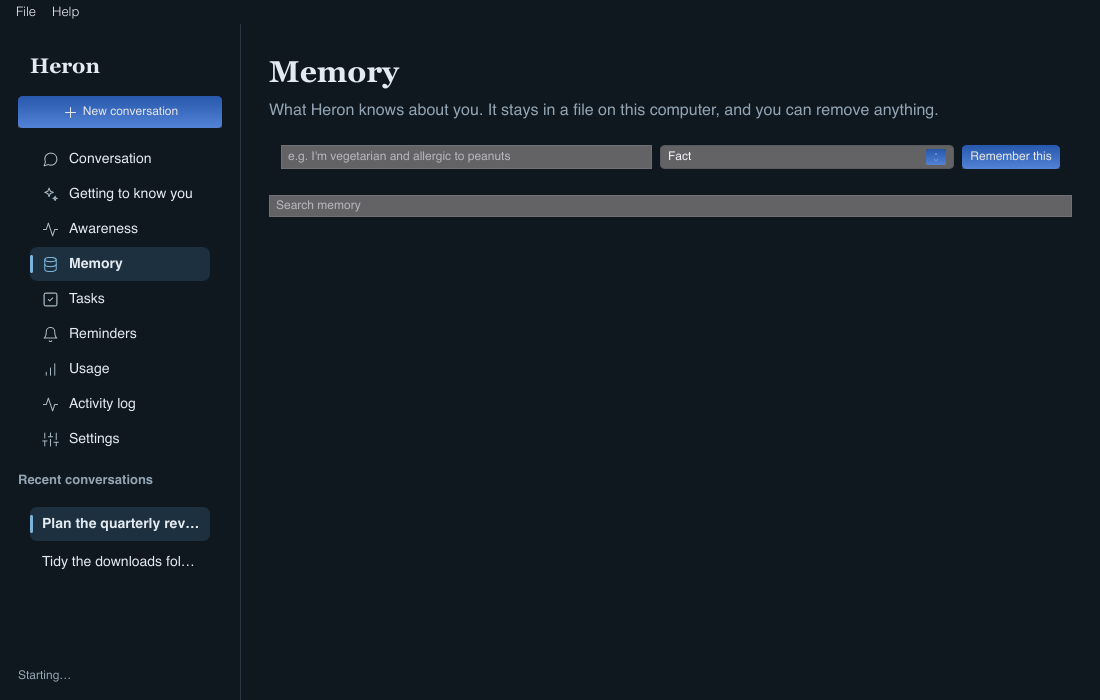 File Help
Heron
New conversation
Conversation
Getting to know you
Awareness
Memory
Tasks
Reminders
Usage
Activity log
Settings
Recent conversations
Plan the quarterly rev…
Tidy the downloads fol…
Starting…
Memory
What Heron knows about you. It stays in a file on this computer, and you can remove anything.
e.g. I'm vegetarian and allergic to peanuts
Fact
Remember this
Search memory